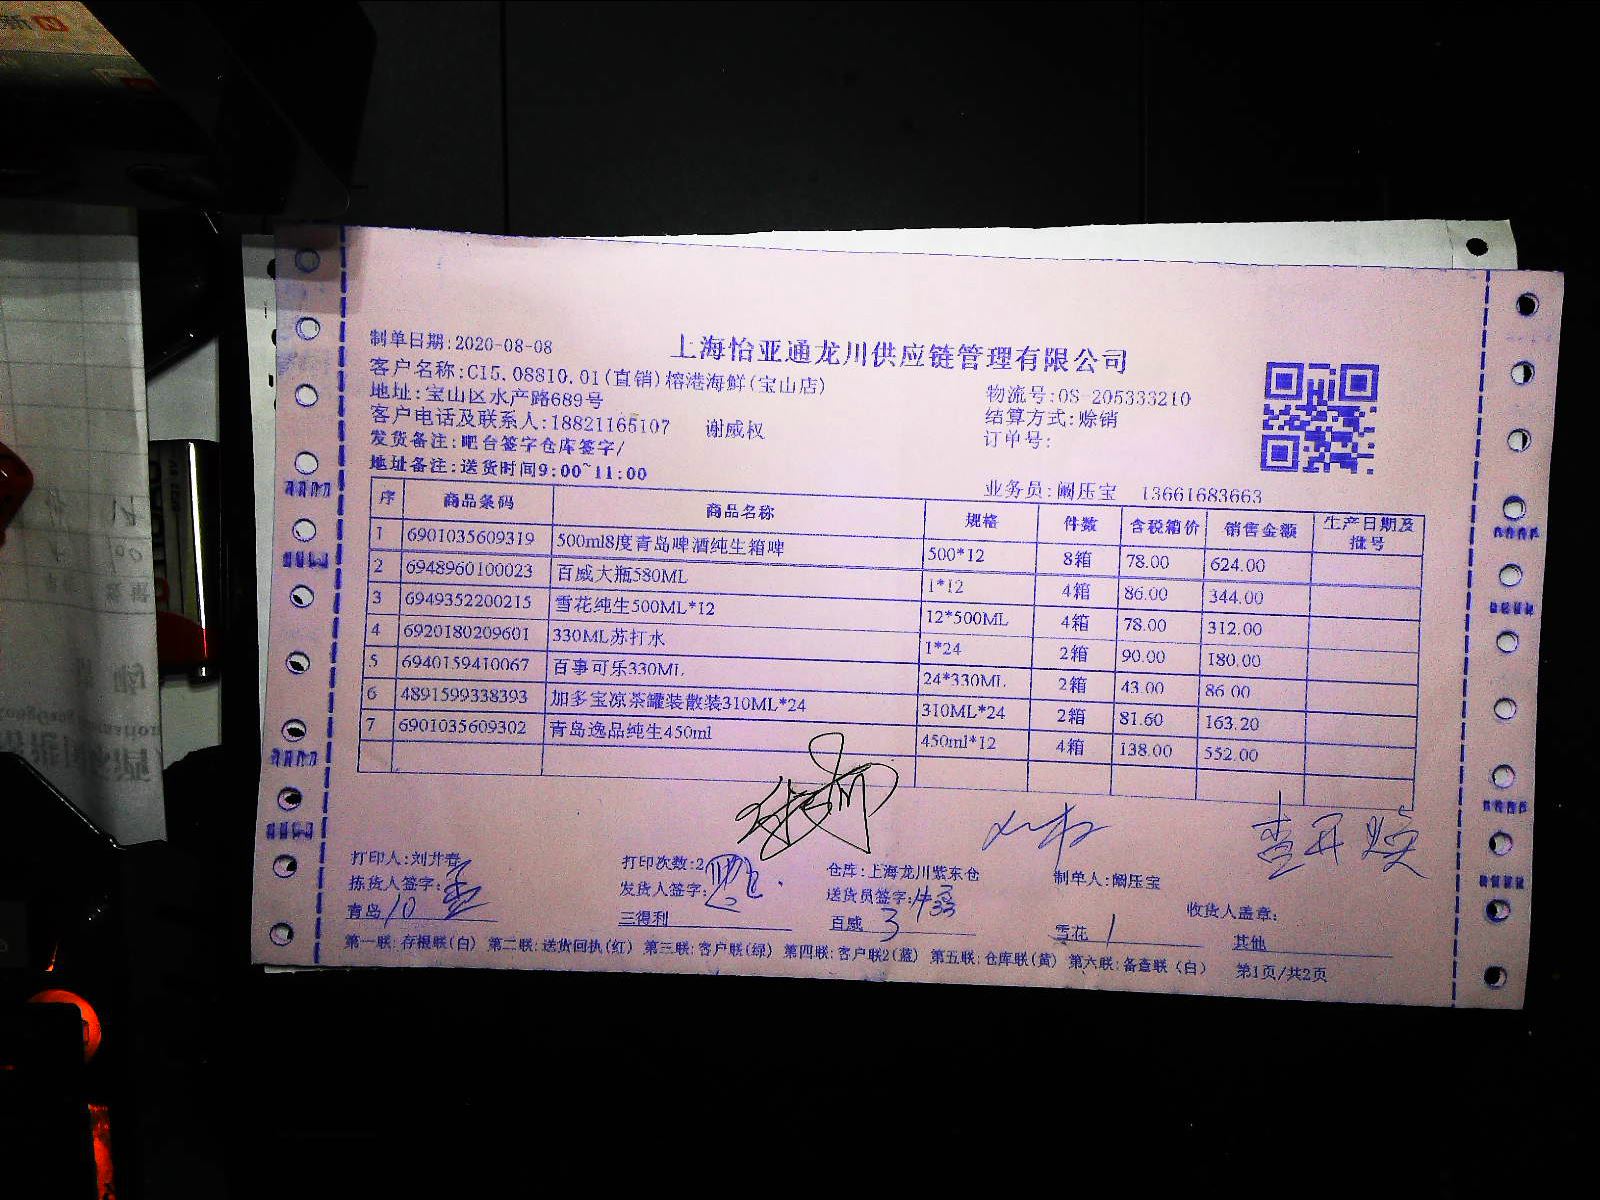 上海怡亚通龙川供应链管理有限公司
制单日期:2020-08-08
客户名称:C15.08810.01(直销)榕港海鲜(宝山店)
物流号:OS-205333210
地址:宝山区水产路689号
结算方式:赊销
客户电话及联系人:18821165107 谢威权
订单号:
发货备注:吧台签字仓库签字/
地址备注:送货时间9:00~11:00
业务员:阚压宝 13661683663
序 商品条码 商品名称 规格 件数 含税箱价 销售金额 生产日期及批号
1 6901035609319 500ml8度青岛啤酒纯生箱啤 500*12 8箱 78.00 624.00
2 6948960100023 百威大瓶580ML 1*12 4箱 86.00 344.00
3 6949352200215 雪花纯生500ML*12 12*500ML 4箱 78.00 312.00
4 6920180209601 330ML苏打水 1*24 2箱 90.00 180.00
5 6940159410067 百事可乐330ML 24*330ML 2箱 43.00 86.00
6 4891599338393 加多宝凉茶罐装散装310ML*24 310ML*24 2箱 81.60 163.20
7 6901035609302 青岛逸品纯生450ml 450ml*12 4箱 138.00 552.00
打印人:刘井春 打印次数:2 仓库:上海龙川紫东仓 制单人:阚压宝
拣货人签字: 发货人签字: 送货员签字: 收货人盖章:
青岛 10 三得利 百威 3 雪花 1 其他
第一联:存根联(白) 第二联:送货回执(红) 第三联:客户联(绿) 第四联:客户联2(蓝) 第五联:仓库联(黄) 第六联:备查联(白) 第1页/共2页